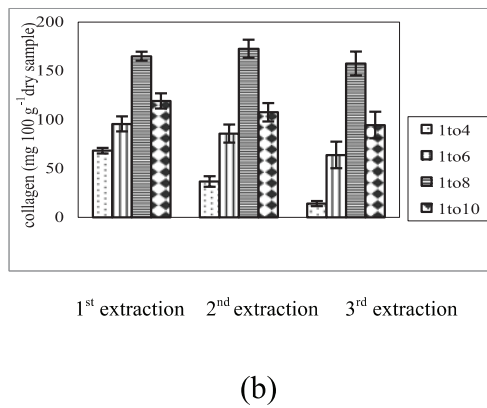 200
150
100
50
0
collagen (mg 100 g⁻¹dry sample)
1to4
1to6
1to8
1to10
1st extraction 2nd extraction 3rd extraction
(b)